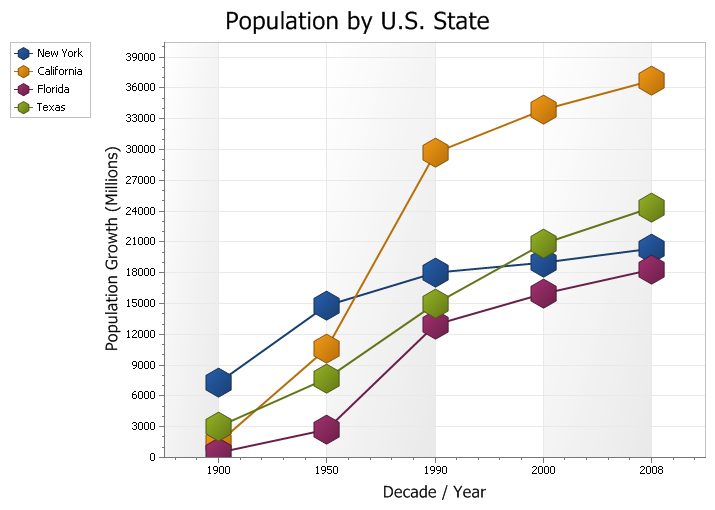 Population by U.S. State
New York
California
Florida
Texas
Population Growth (Millions)
39000
36000
33000
30000
27000
24000
21000
18000
15000
12000
9000
6000
3000
0
1900 1950 1990 2000 2008
Decade / Year